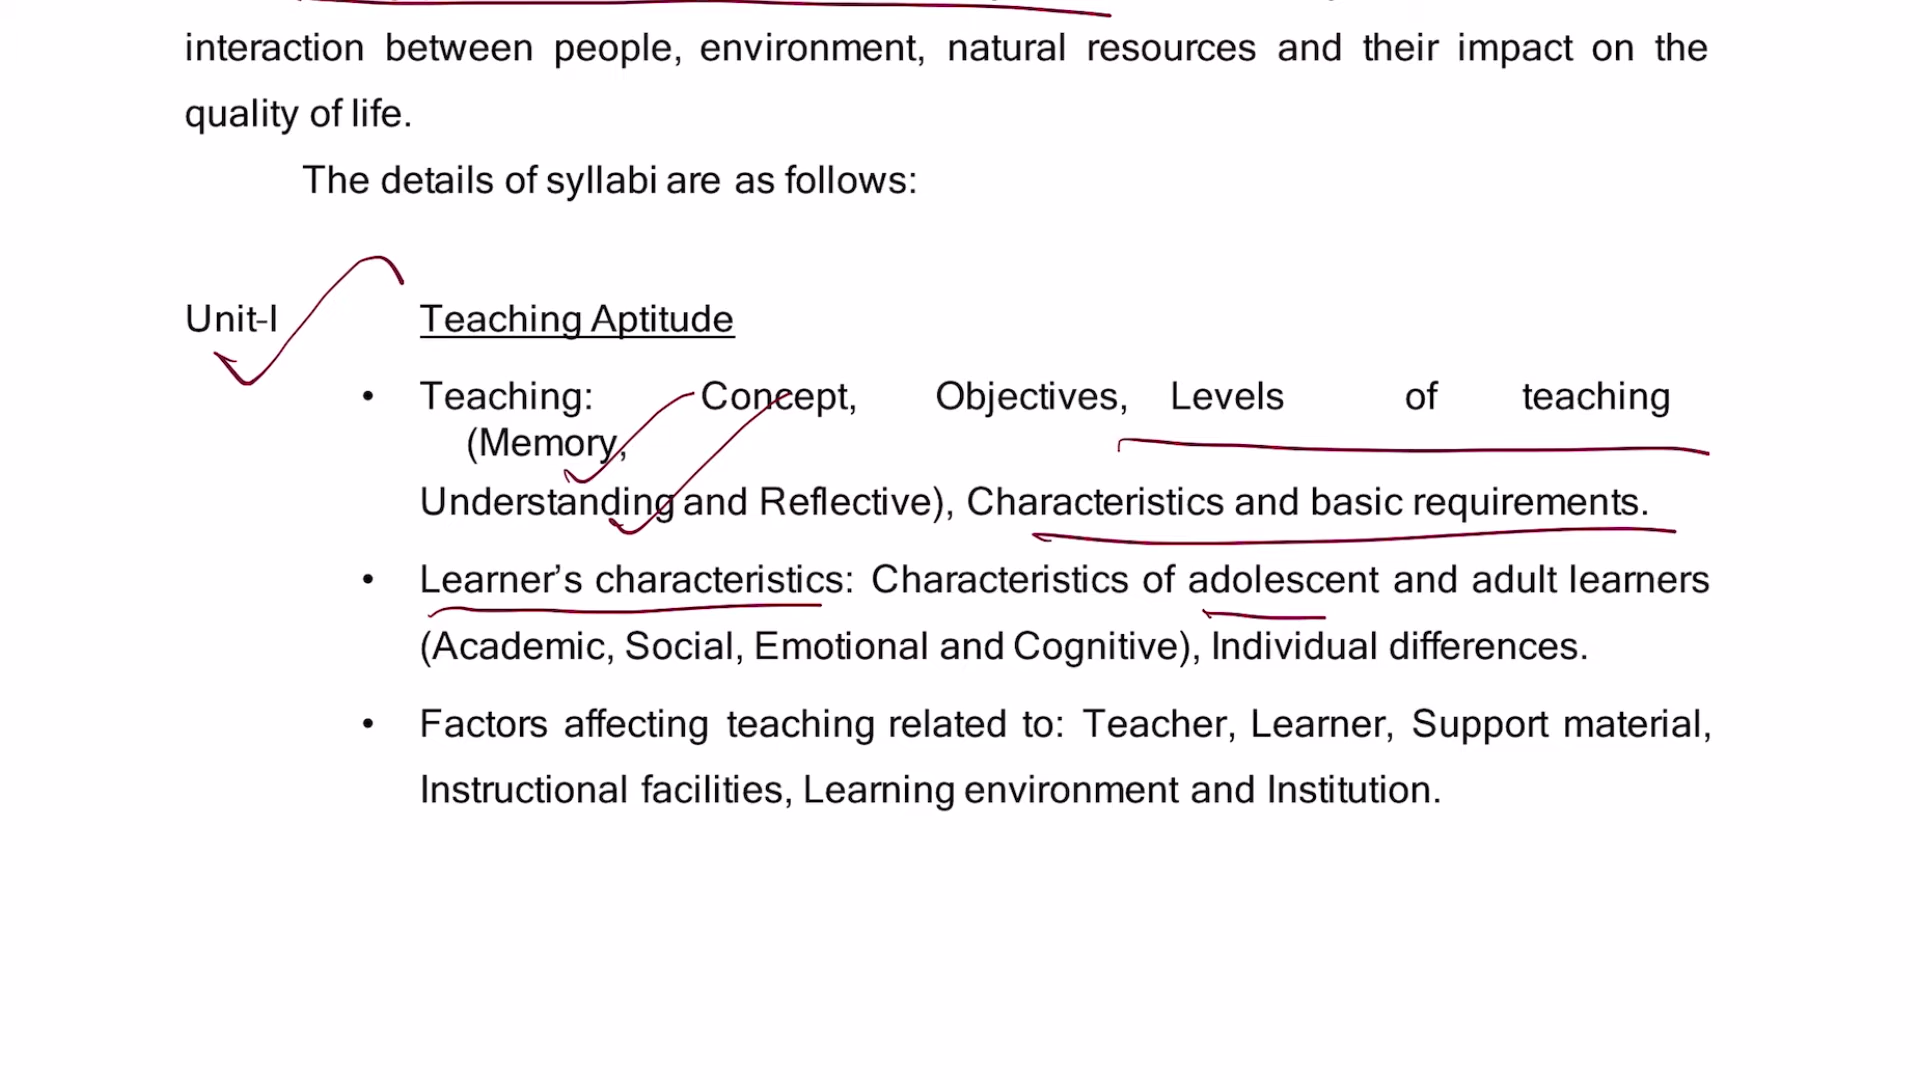 interaction between people, environment, natural resources and their impact on the
quality of life.
The details of syllabi are as follows:
Unit-I Teaching Aptitude
• Teaching: Concept, Objectives, Levels of teaching
(Memory,
Understanding and Reflective), Characteristics and basic requirements.
• Learner’s characteristics: Characteristics of adolescent and adult learners
(Academic, Social, Emotional and Cognitive), Individual differences.
• Factors affecting teaching related to: Teacher, Learner, Support material,
Instructional facilities, Learning environment and Institution.